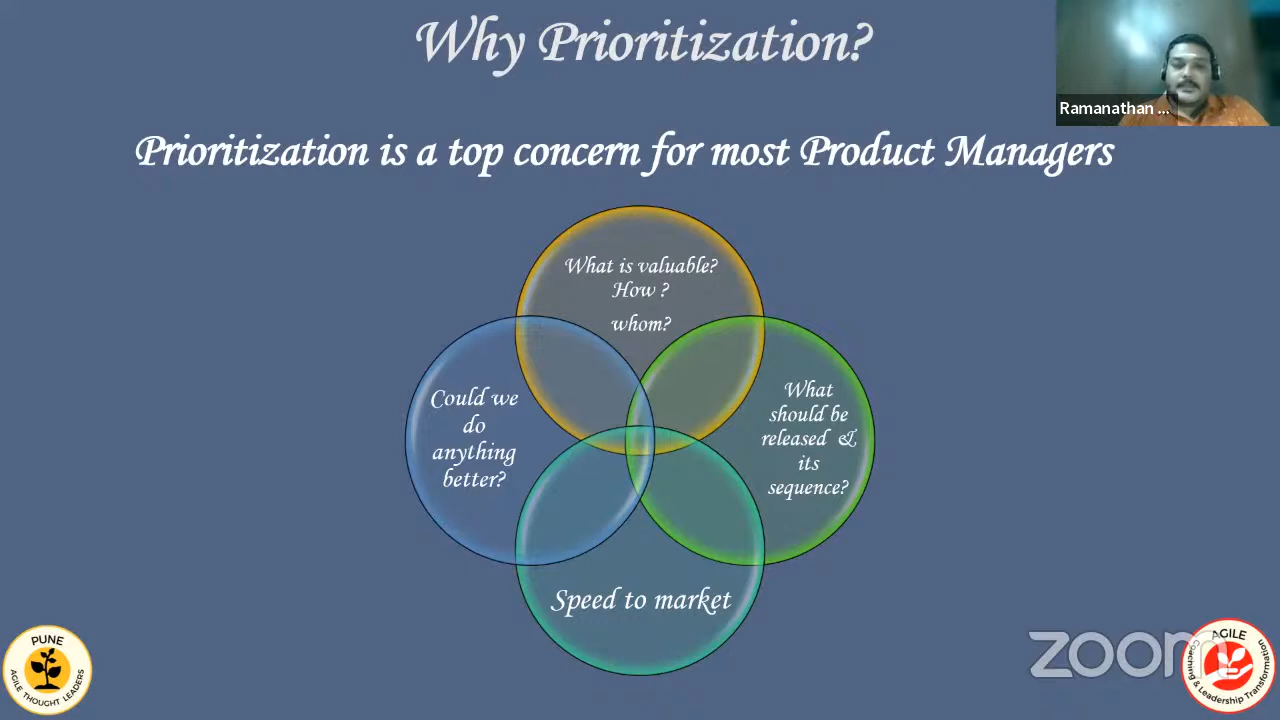 Why Prioritization?
Ramanathan ...
Prioritization is a top concern for most Product Managers
What is valuable?
How ?
whom?
Could we
do
anything
better?
What
should be
released &
its
sequence?
Speed to market
PUNE
AGILE THOUGHT LEADERS
zoom
AGILE
Coaching & Leadership Transformation